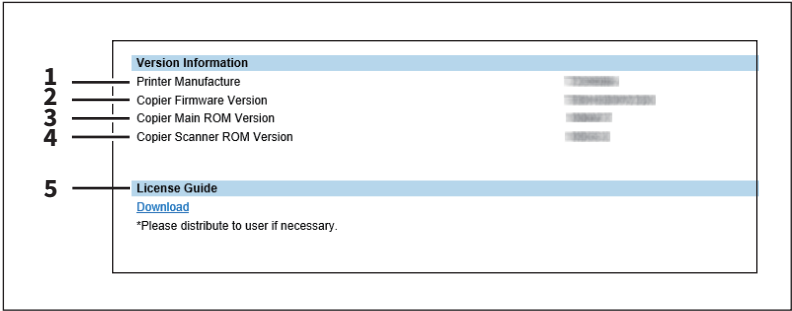 Version Information
1 Printer Manufacture
2 Copier Firmware Version
3 Copier Main ROM Version
4 Copier Scanner ROM Version
5 License Guide
Download
*Please distribute to user if necessary.